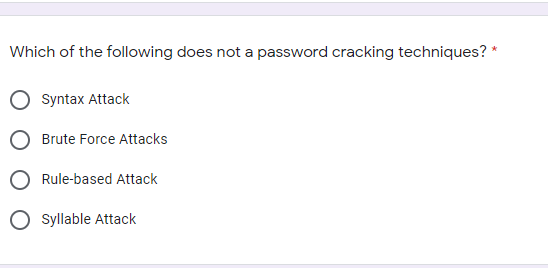 Which of the following does not a password cracking techniques? *
Syntax Attack
Brute Force Attacks
Rule-based Attack
Syllable Attack